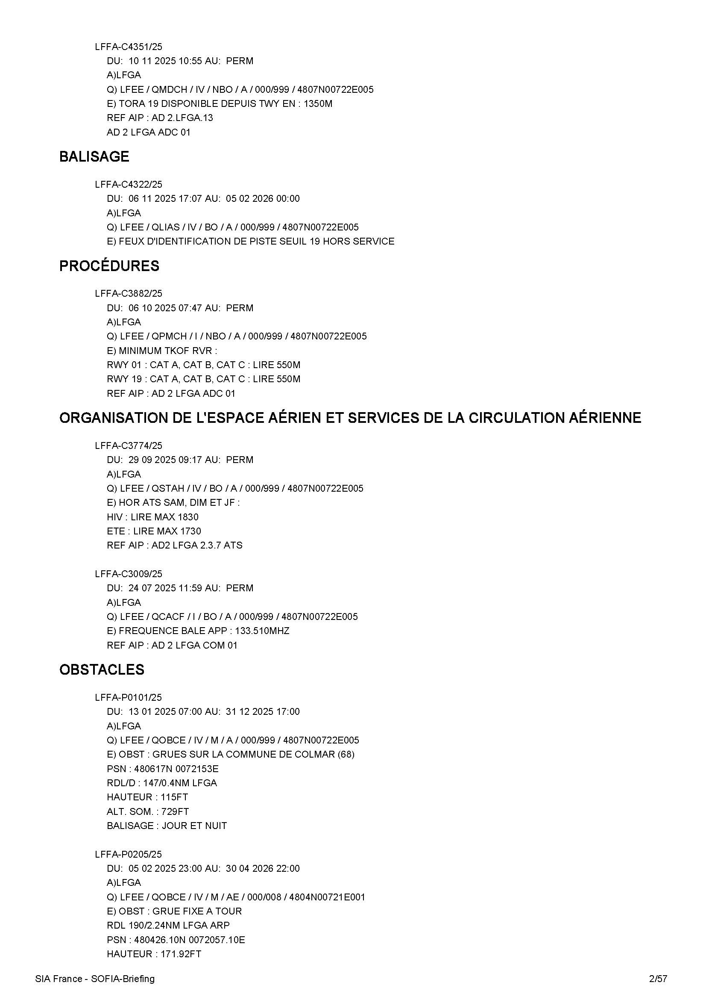 LFFA-C4351/25
DU: 10 11 2025 10:55 AU: PERM
A)LFGA
Q) LFEE / QMDCH / IV / NBO / A / 000/999 / 4807N00722E005
E) TORA 19 DISPONIBLE DEPUIS TWY EN : 1350M
REF AIP : AD 2.LFGA.13
AD 2 LFGA ADC 01
BALISAGE
LFFA-C4322/25
DU: 06 11 2025 17:07 AU: 05 02 2026 00:00
A)LFGA
Q) LFEE / QLIAS / IV / BO / A / 000/999 / 4807N00722E005
E) FEUX D'IDENTIFICATION DE PISTE SEUIL 19 HORS SERVICE
PROCÉDURES
LFFA-C3882/25
DU: 06 10 2025 07:47 AU: PERM
A)LFGA
Q) LFEE / QPMCH / I / NBO / A / 000/999 / 4807N00722E005
E) MINIMUM TKOF RVR :
RWY 01 : CAT A, CAT B, CAT C : LIRE 550M
RWY 19 : CAT A, CAT B, CAT C : LIRE 550M
REF AIP : AD 2 LFGA ADC 01
ORGANISATION DE L'ESPACE AÉRIEN ET SERVICES DE LA CIRCULATION AÉRIENNE
LFFA-C3774/25
DU: 29 09 2025 09:17 AU: PERM
A)LFGA
Q) LFEE / QSTAH / IV / BO / A / 000/999 / 4807N00722E005
E) HOR ATS SAM, DIM ET JF :
HIV : LIRE MAX 1830
ETE : LIRE MAX 1730
REF AIP : AD2 LFGA 2.3.7 ATS
LFFA-C3009/25
DU: 24 07 2025 11:59 AU: PERM
A)LFGA
Q) LFEE / QCACF / I / BO / A / 000/999 / 4807N00722E005
E) FREQUENCE BALE APP : 133.510MHZ
REF AIP : AD 2 LFGA COM 01
OBSTACLES
LFFA-P0101/25
DU: 13 01 2025 07:00 AU: 31 12 2025 17:00
A)LFGA
Q) LFEE / QOBCE / IV / M / A / 000/999 / 4807N00722E005
E) OBST : GRUES SUR LA COMMUNE DE COLMAR (68)
PSN : 480617N 0072153E
RDL/D : 147/0.4NM LFGA
HAUTEUR : 115FT
ALT. SOM. : 729FT
BALISAGE : JOUR ET NUIT
LFFA-P0205/25
DU: 05 02 2025 23:00 AU: 30 04 2026 22:00
A)LFGA
Q) LFEE / QOBCE / IV / M / AE / 000/008 / 4804N00721E001
E) OBST : GRUE FIXE A TOUR
RDL 190/2.24NM LFGA ARP
PSN : 480426.10N 0072057.10E
HAUTEUR : 171.92FT
SIA France - SOFIA-Briefing 2/57